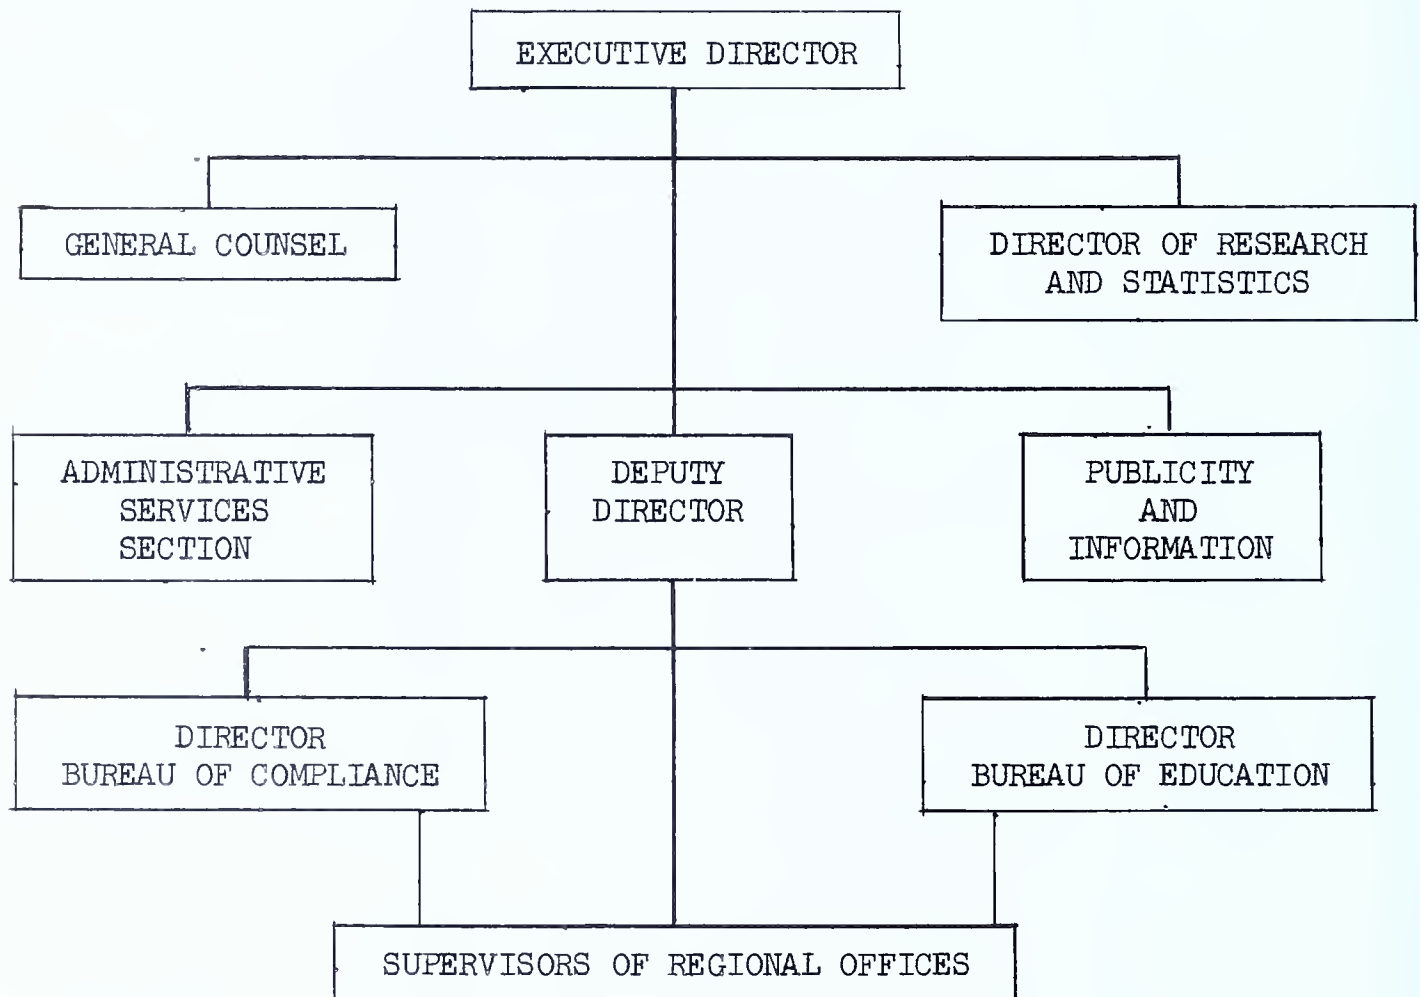 EXECUTIVE DIRECTOR
GENERAL COUNSEL
DIRECTOR OF RESEARCH
AND STATISTICS
ADMINISTRATIVE
SERVICES
SECTION
DEPUTY
DIRECTOR
PUBLICITY
AND
INFORMATION
DIRECTOR
BUREAU OF COMPLIANCE
DIRECTOR
BUREAU OF EDUCATION
SUPERVISORS OF REGIONAL OFFICES